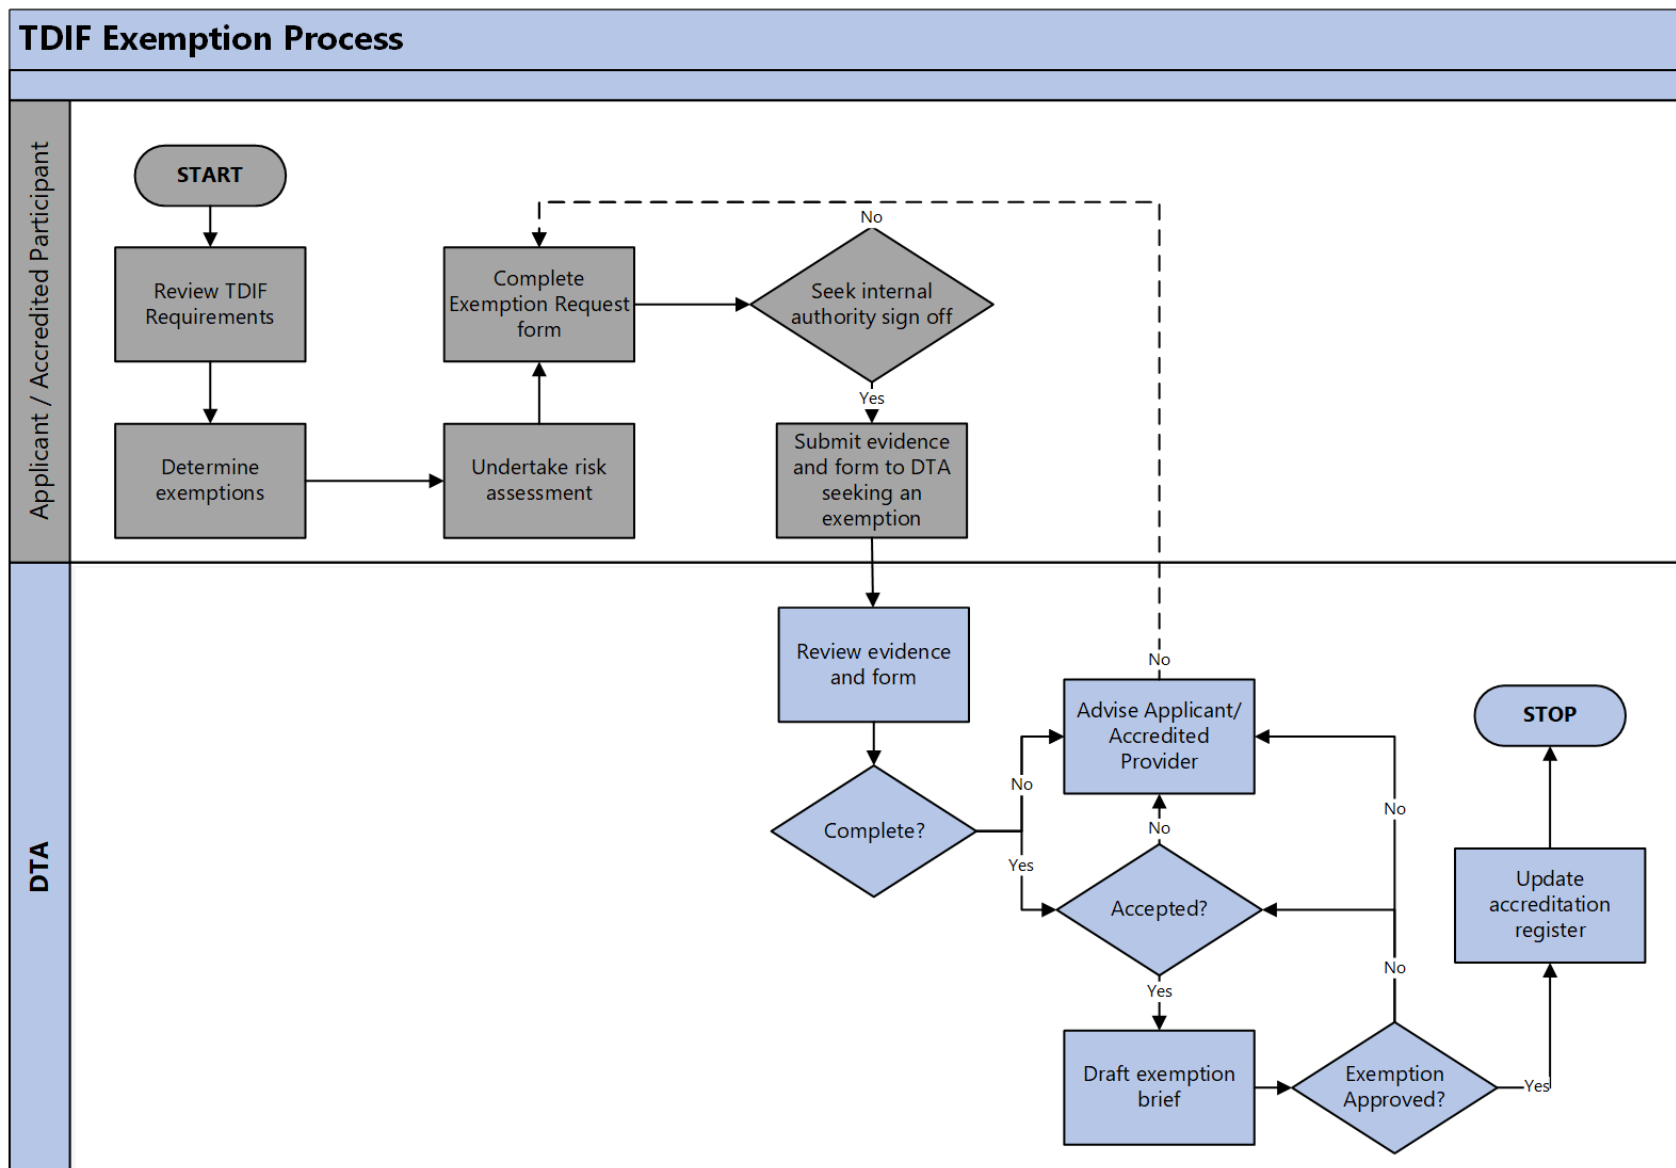 TDIF Exemption Process
Applicant / Accredited Participant
START
Review TDIF
Requirements
Determine
exemptions
Undertake risk
assessment
Complete
Exemption Request
form
No
Seek internal
authority sign off
Yes
Submit evidence
and form to DTA
seeking an
exemption
DTA
Review evidence
and form
Complete?
No
Yes
No
Advise Applicant/
Accredited
Provider
No
Accepted?
Yes
Draft exemption
brief
Exemption
Approved?
No
No
Yes
Update
accreditation
register
STOP